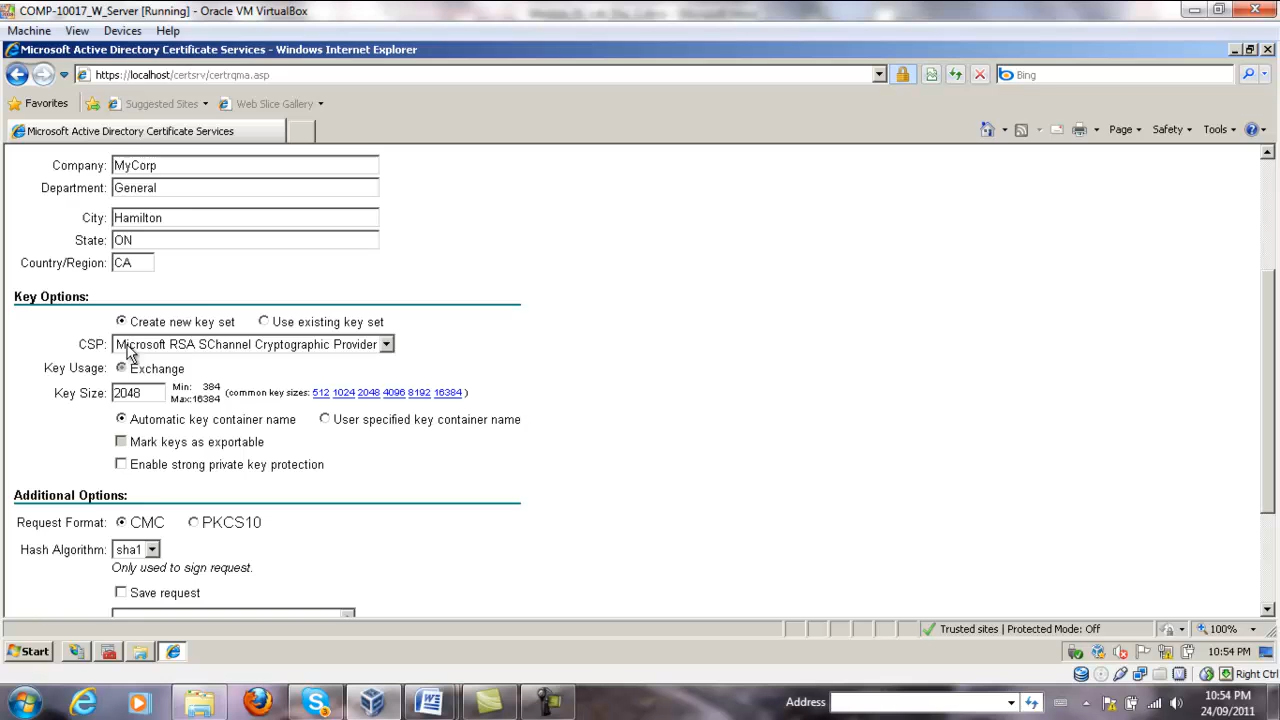 COMP-10017_W_Server [Running] - Oracle VM VirtualBox
Machine View Devices Help
Microsoft Active Directory Certificate Services - Windows Internet Explorer
https://localhost/certsrv/certrqma.asp
Bing
Favorites Suggested Sites Web Slice Gallery
Microsoft Active Directory Certificate Services
Page Safety Tools
Company: MyCorp
Department: General
City: Hamilton
State: ON
Country/Region: CA
Key Options:
Create new key set Use existing key set
CSP: Microsoft RSA SChannel Cryptographic Provider
Key Usage: Exchange
Key Size: 2048 Min: 384 Max:16384 (common key sizes: 512 1024 2048 4096 8192 16384 )
Automatic key container name User specified key container name
Mark keys as exportable
Enable strong private key protection
Additional Options:
Request Format: CMC PKCS10
Hash Algorithm: sha1
Only used to sign request.
Save request
Trusted sites | Protected Mode: Off 100%
Start 10:54 PM
Right Ctrl
Address 10:54 PM
24/09/2011